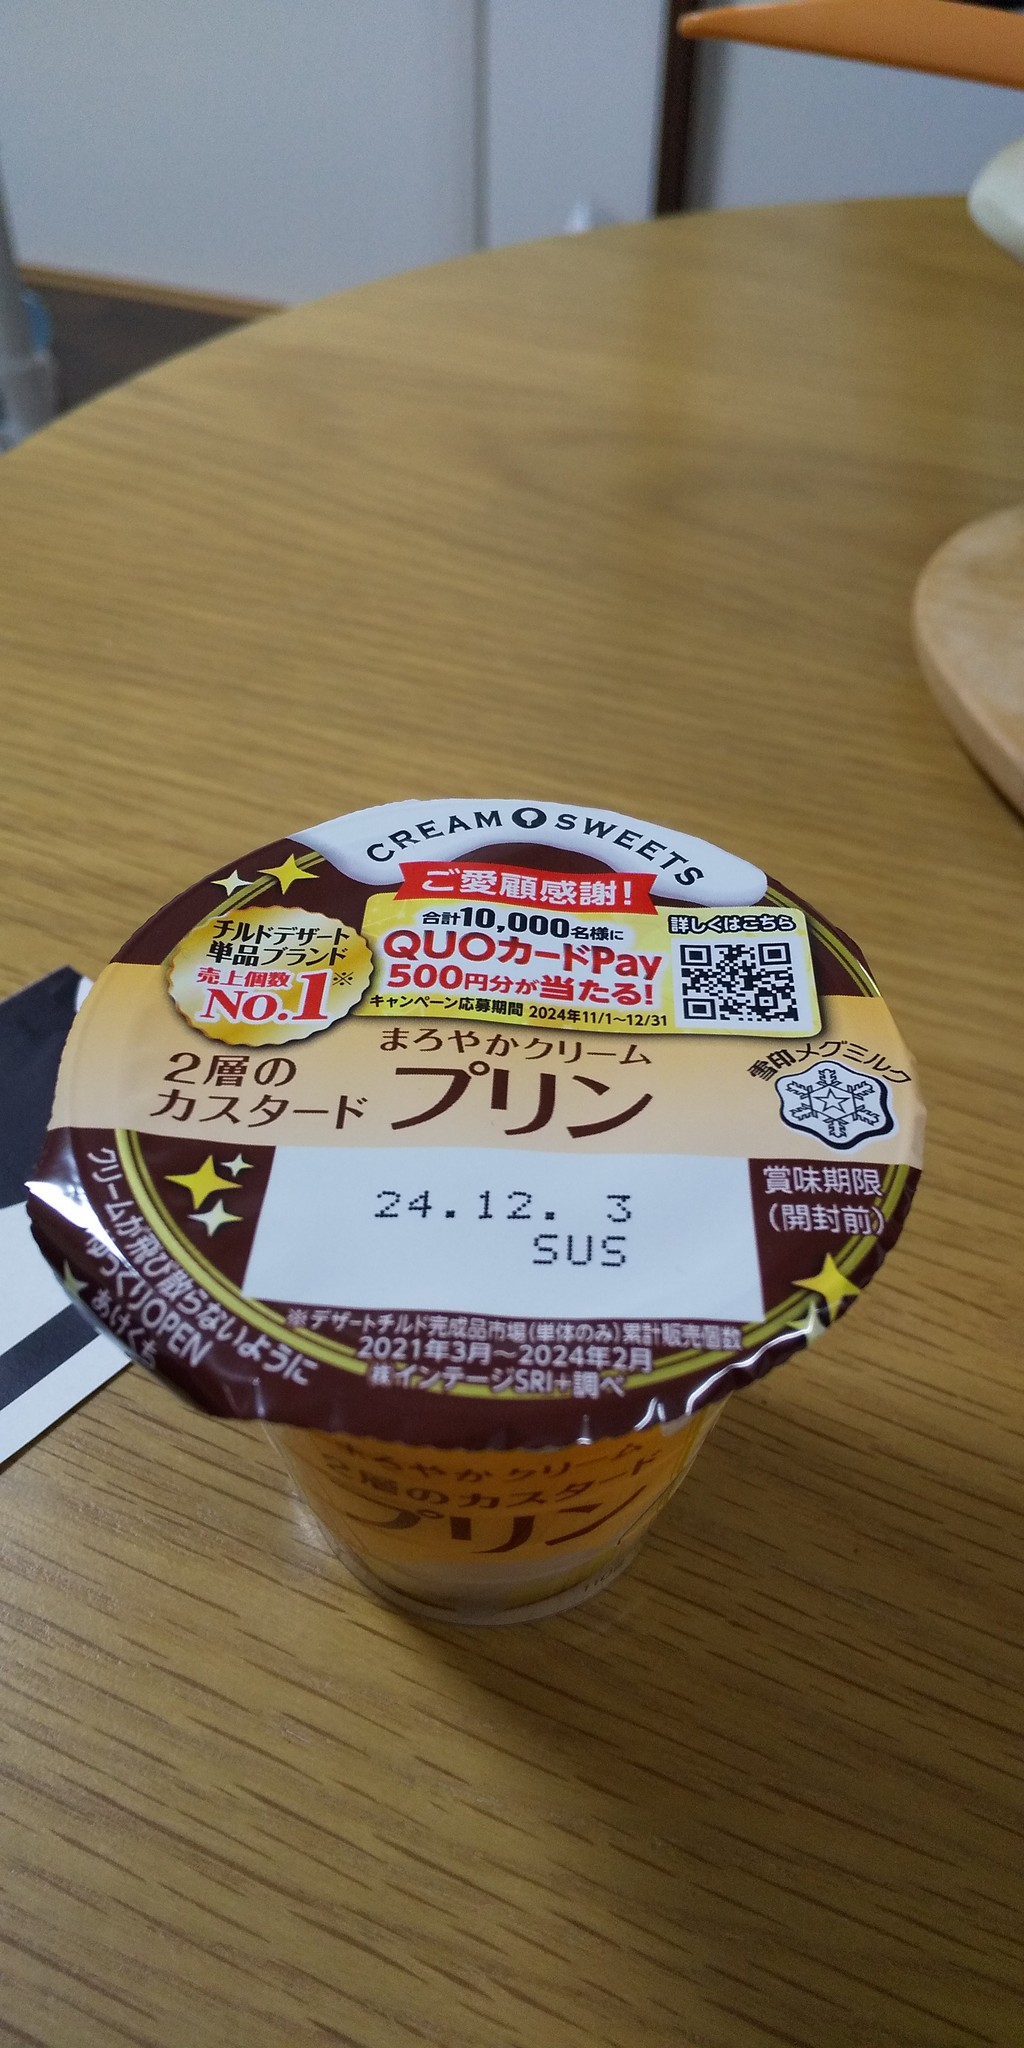 CREAM SWEETS
ご愛顧感謝!
合計10,000名様に
QUOカードPay
500円分が当たる!
キャンペーン応募期間 2024年11/1~12/31
詳しくはこちら
チルドデザート
単品ブランド
売上個数
No.1※
まろやかクリーム
2層の
カスタード
プリン
雪印メグミルク
24.12. 3
SUS
賞味期限
(開封前)
クリームが飛び散らないように
ゆっくりOPEN
あけくち
※デザートチルド完成品市場(単体のみ)累計販売個数
2021年3月~2024年2月
㈱インテージSRI+調べ
まろやかクリーム
2層のカスタード
プリン